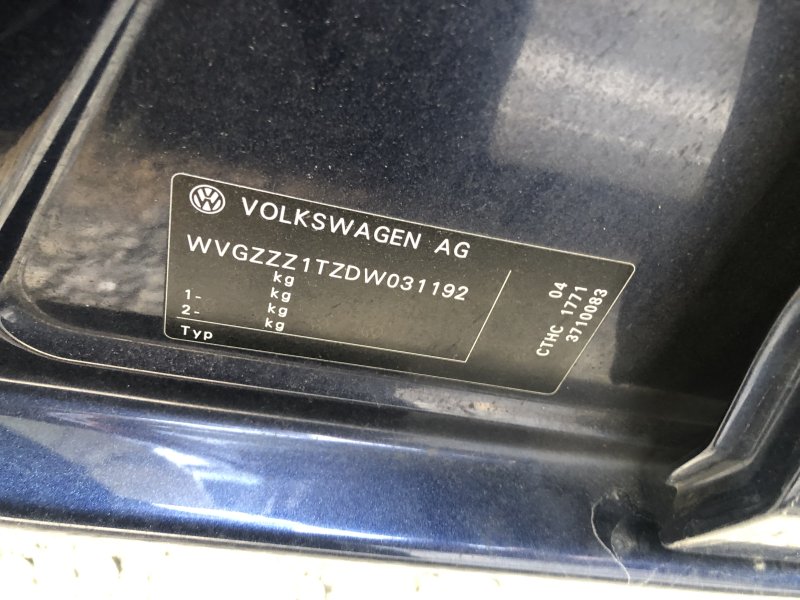 VOLKSWAGEN AG
WVGZZZ1TZDW031192
kg
1- kg
2- kg
kg
Typ
04
CTHC 1771
3710083